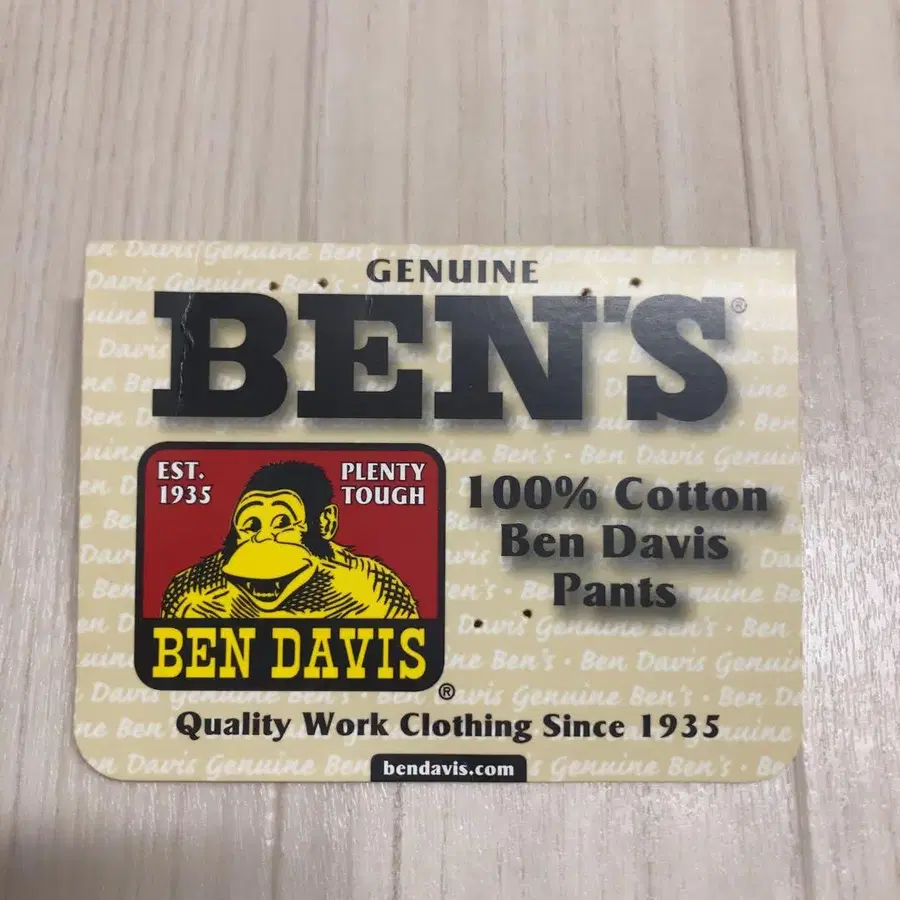 GENUINE
BEN'S®
EST.
1935
PLENTY
TOUGH
BEN DAVIS
®
100% Cotton
Ben Davis
Pants
Quality Work Clothing Since 1935
bendavis.com